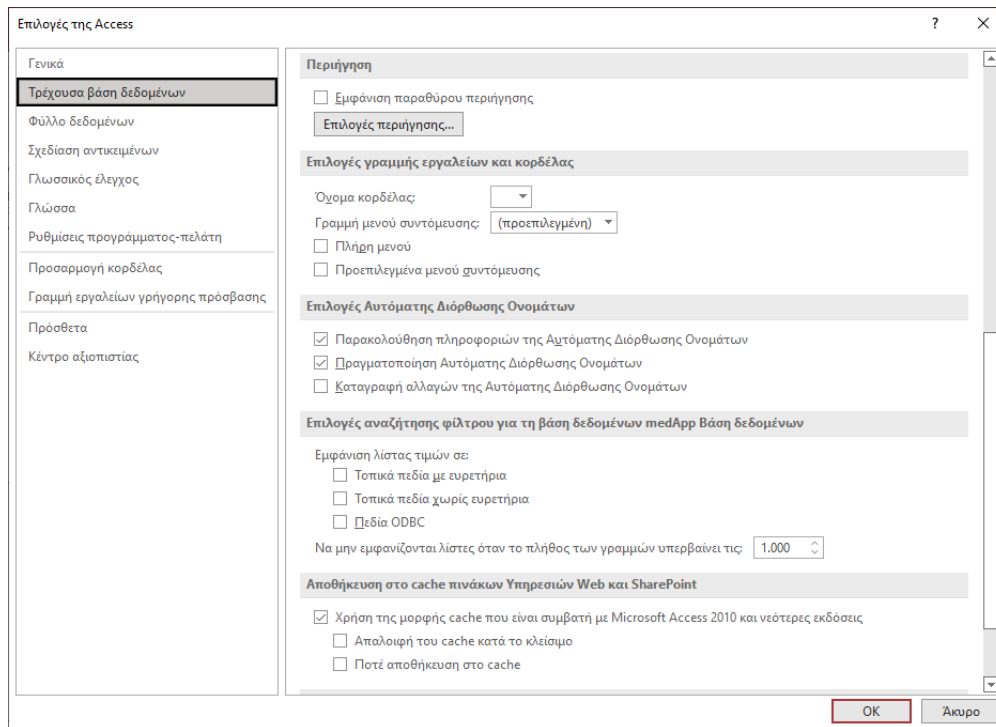 Επιλογές της Access
?
Γενικά
Τρέχουσα βάση δεδομένων
Φύλλο δεδομένων
Σχεδίαση αντικειμένων
Γλωσσικός έλεγχος
Γλώσσα
Ρυθμίσεις προγράμματος-πελάτη
Προσαρμογή κορδέλας
Γραμμή εργαλείων γρήγορης πρόσβασης
Πρόσθετα
Κέντρο αξιοπιστίας
Περιήγηση
Εμφάνιση παραθύρου περιήγησης
Επιλογές περιήγησης...
Επιλογές γραμμής εργαλείων και κορδέλας
Όνομα κορδέλας:
Γραμμή μενού συντόμευσης: (προεπιλεγμένη)
Πλήρη μενού
Προεπιλεγμένα μενού συντόμευσης
Επιλογές Αυτόματης Διόρθωσης Ονομάτων
Παρακολούθηση πληροφοριών της Αυτόματης Διόρθωσης Ονομάτων
Πραγματοποίηση Αυτόματης Διόρθωσης Ονομάτων
Καταγραφή αλλαγών της Αυτόματης Διόρθωσης Ονομάτων
Επιλογές αναζήτησης φίλτρου για τη βάση δεδομένων medApp Βάση δεδομένων
Εμφάνιση λίστας τιμών σε:
Τοπικά πεδία με ευρετήρια
Τοπικά πεδία χωρίς ευρετήρια
Πεδία ODBC
Να μην εμφανίζονται λίστες όταν το πλήθος των γραμμών υπερβαίνει τις: 1.000
Αποθήκευση στο cache πινάκων Υπηρεσιών Web και SharePoint
Χρήση της μορφής cache που είναι συμβατή με Microsoft Access 2010 και νεότερες εκδόσεις
Απαλοιφή του cache κατά το κλείσιμο
Ποτέ αποθήκευση στο cache
OK
Άκυρο